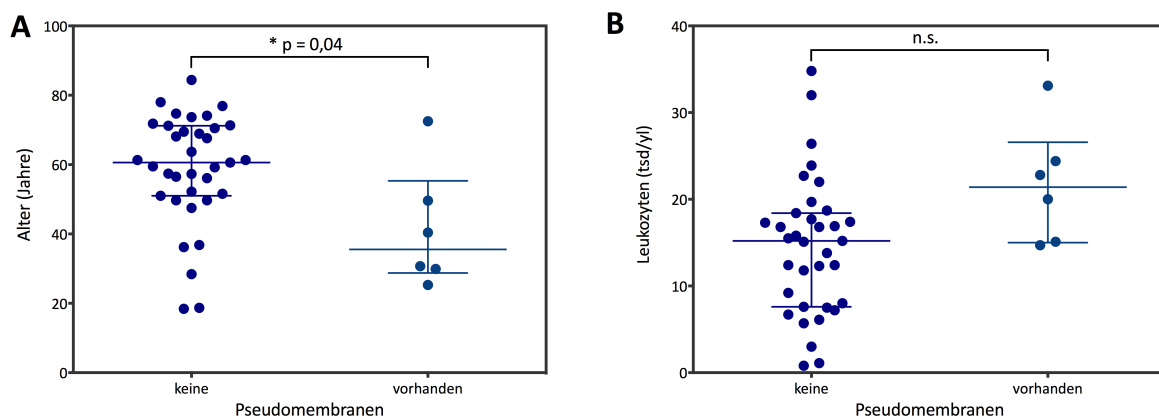 A
B
* p = 0,04
n.s.
Alter (Jahre)
100
80
60
40
20
0
keine
vorhanden
Pseudomembranen
Leukozyten (tsd/yl)
40
30
20
10
0
keine
vorhanden
Pseudomembranen